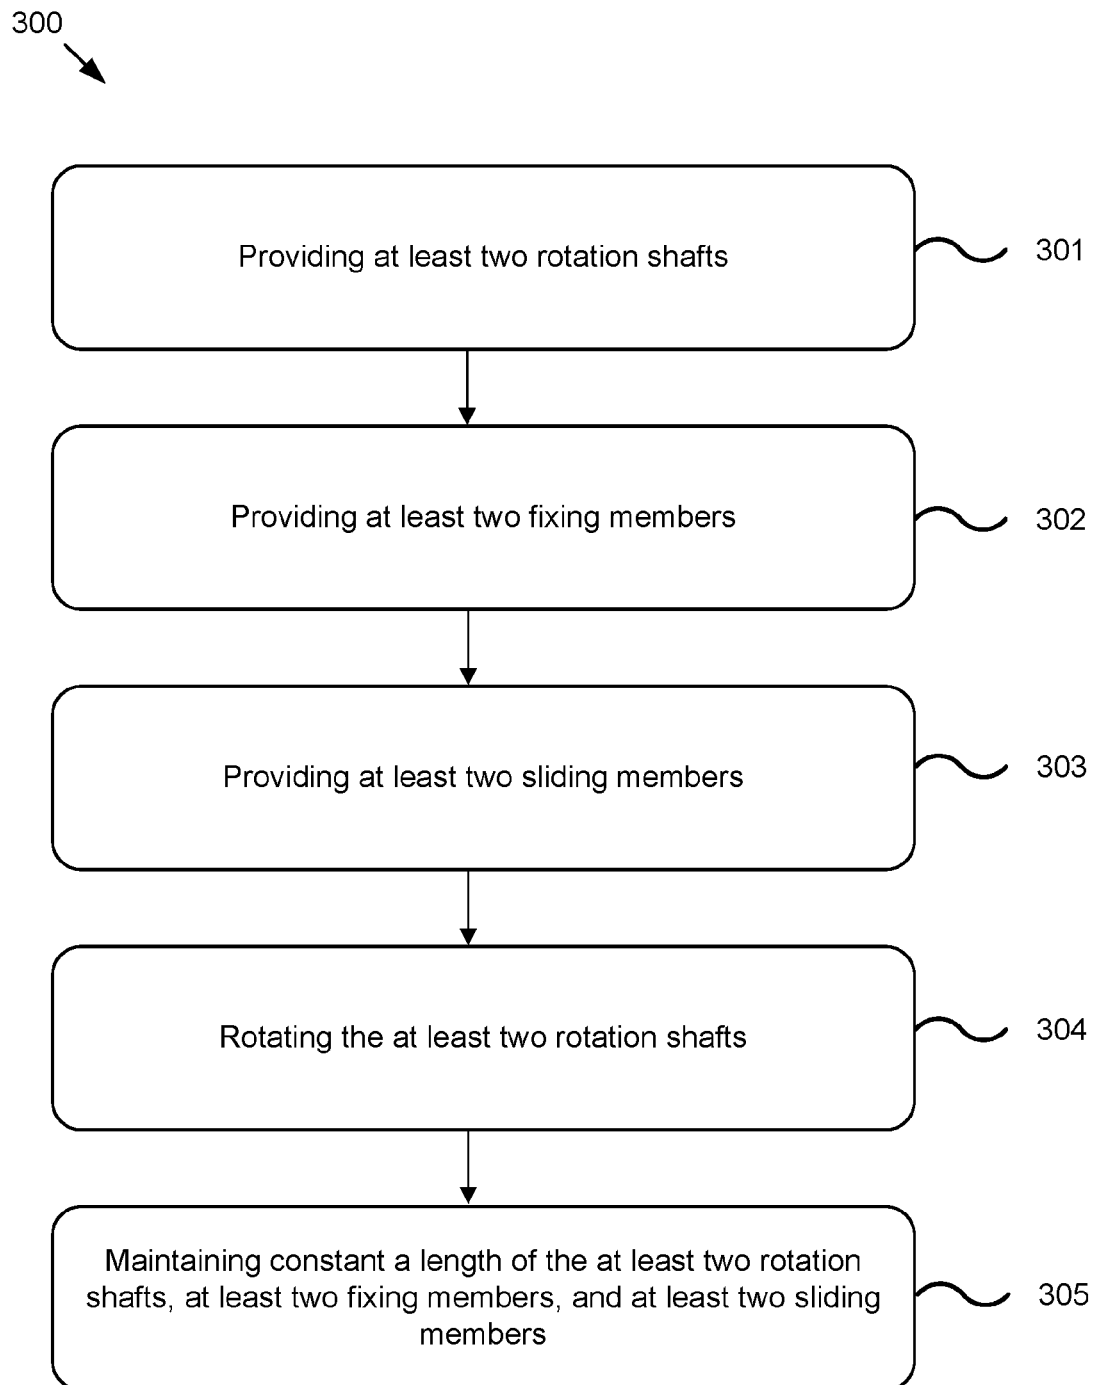 300
Providing at least two rotation shafts
301
Providing at least two fixing members
302
Providing at least two sliding members
303
Rotating the at least two rotation shafts
304
Maintaining constant a length of the at least two rotation
shafts, at least two fixing members, and at least two sliding
members
305